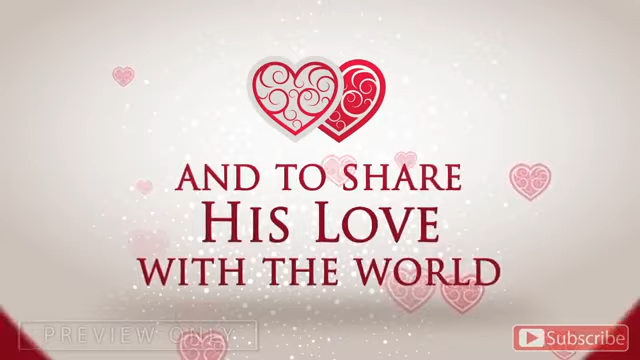 AND TO SHARE
HIS LOVE
WITH THE WORLD
PREVIEW ONLY
Subscribe